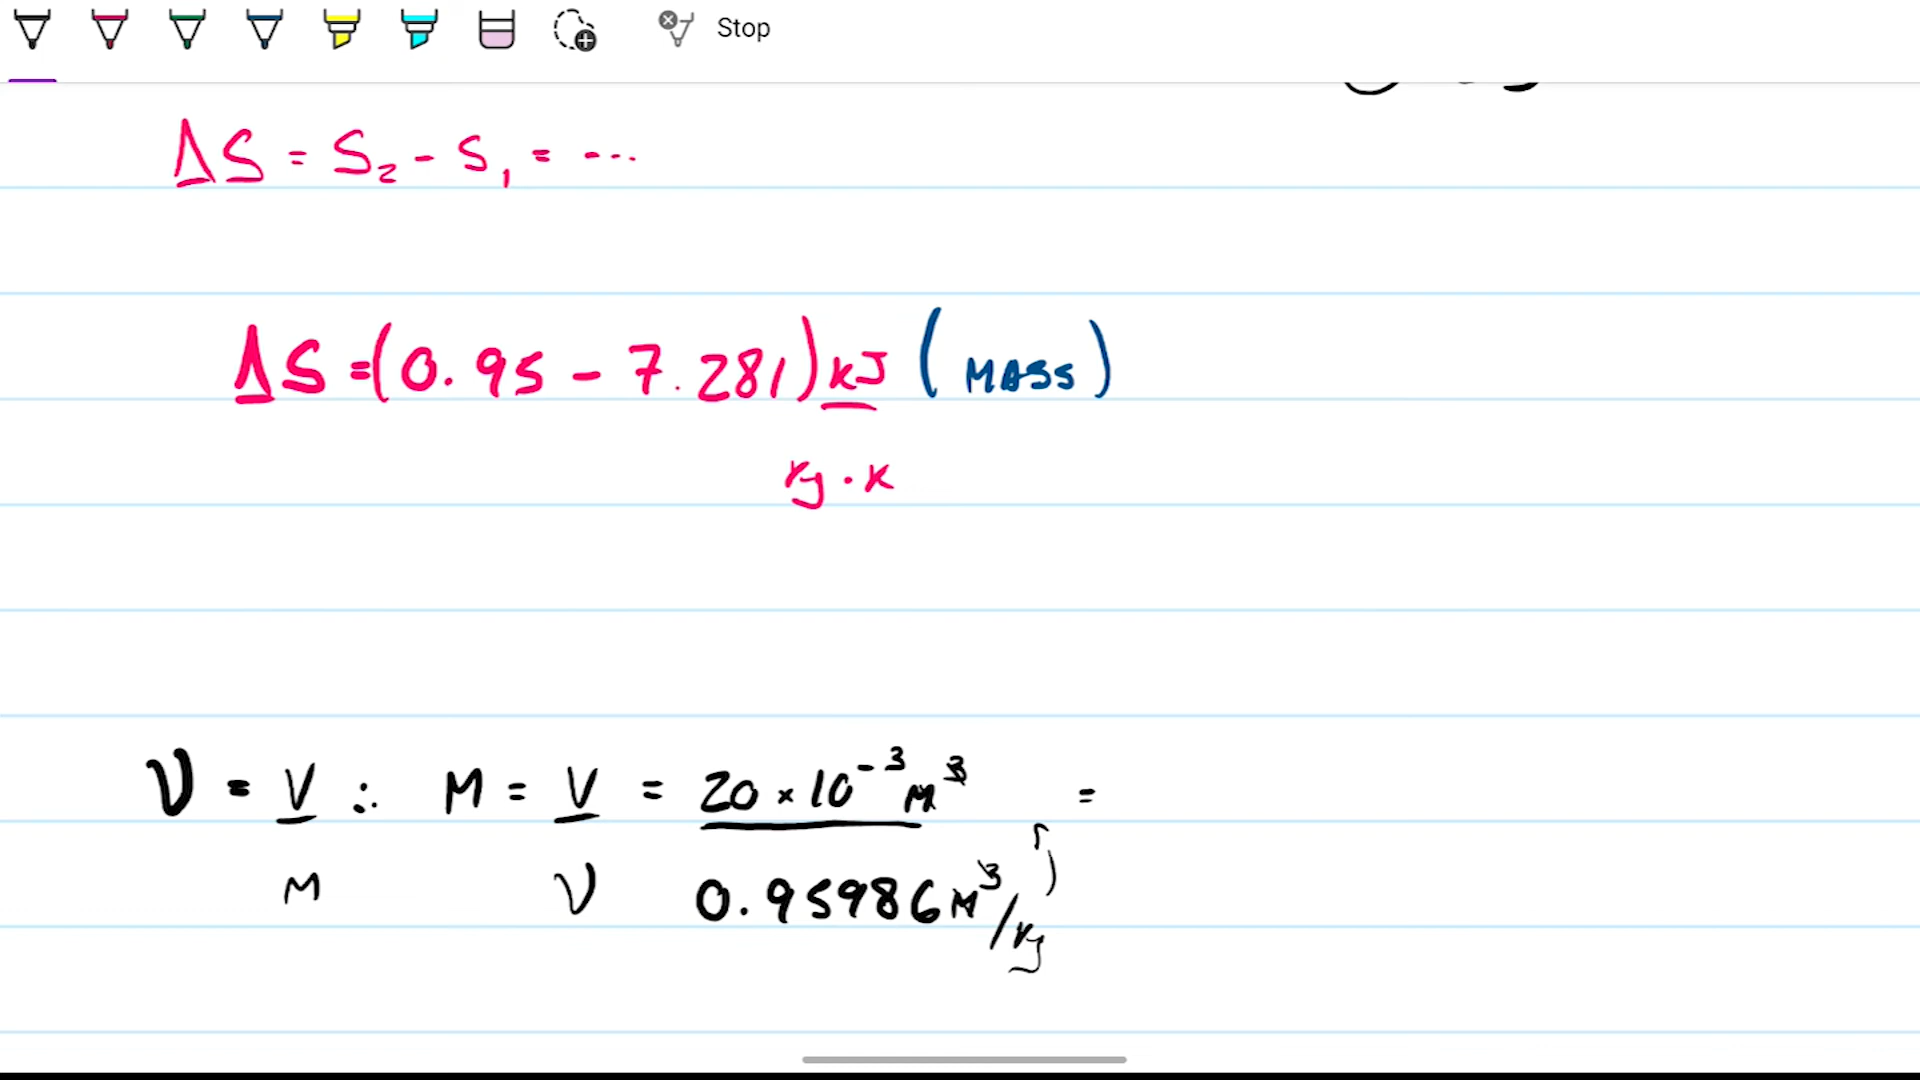 Stop
ΔS = S₂ - S₁ = ...
ΔS = (0.95 - 7.281) kJ (MASS)
kg · K
ν = V ∴ M = V = 20 × 10⁻³ M³ =
M ν 0.95986 M³/kg